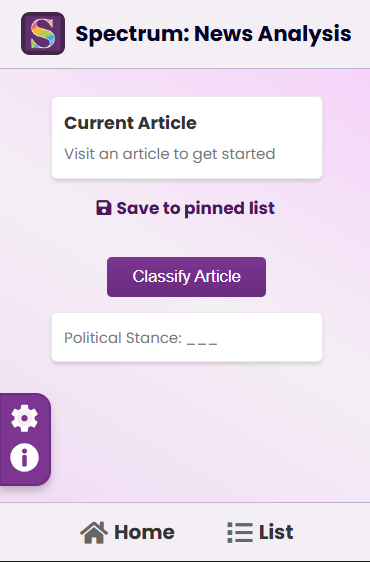 S
Spectrum: News Analysis
Current Article
Visit an article to get started
Save to pinned list
Classify Article
Political Stance: ___
Home
List